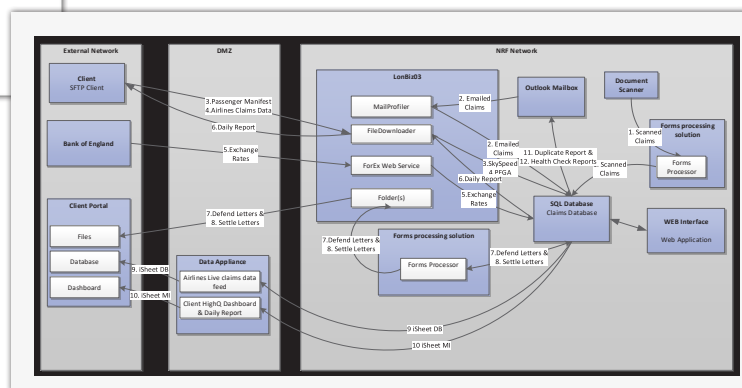 External Network
DMZ
NRF Network
Client
SFTP Client
Bank of England
Client Portal
Files
Database
Dashboard
3.Passenger Manifest
4.Airlines Claims Data
6.Daily Report
5.Exchange
Rates
7.Defend Letters &
8. Settle Letters
9. iSheet DB
10. iSheet MI
Data Appliance
Airlines Live claims data
feed
Client HighQ Dashboard
& Daily Report
LonBiz03
MailProfiler
FileDownloader
ForEx Web Service
Folder(s)
2. Emailed
Claims
Outlook Mailbox
Document
Scanner
1. Scanned
Claims
Forms processing
solution
Forms
Processor
2. Emailed
Claims
3.SkySpeed
4.PEGA
6.Daily Report
5.Exchange
Rates
11. Duplicate Report &
12. Health Check Reports
Scanned
Claims
SQL Database
Claims Database
WEB Interface
Web Application
7.Defend Letters &
8. Settle Letters
Forms processing solution
Forms Processor
7.Defend Letters &
8. Settle Letters
9 iSheet DB
10 iSheet MI